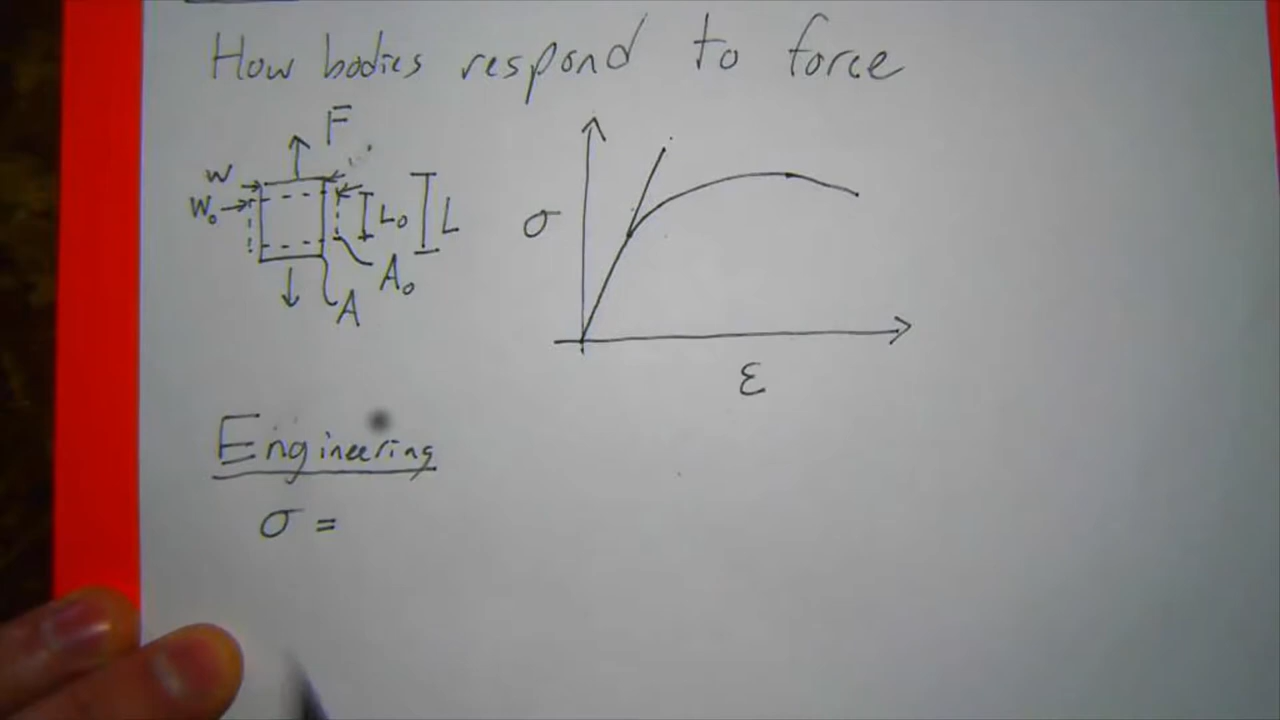 How bodies respond to force
F
w
W₀
L₀
L
A₀
A
σ
ε
Engineering
σ =